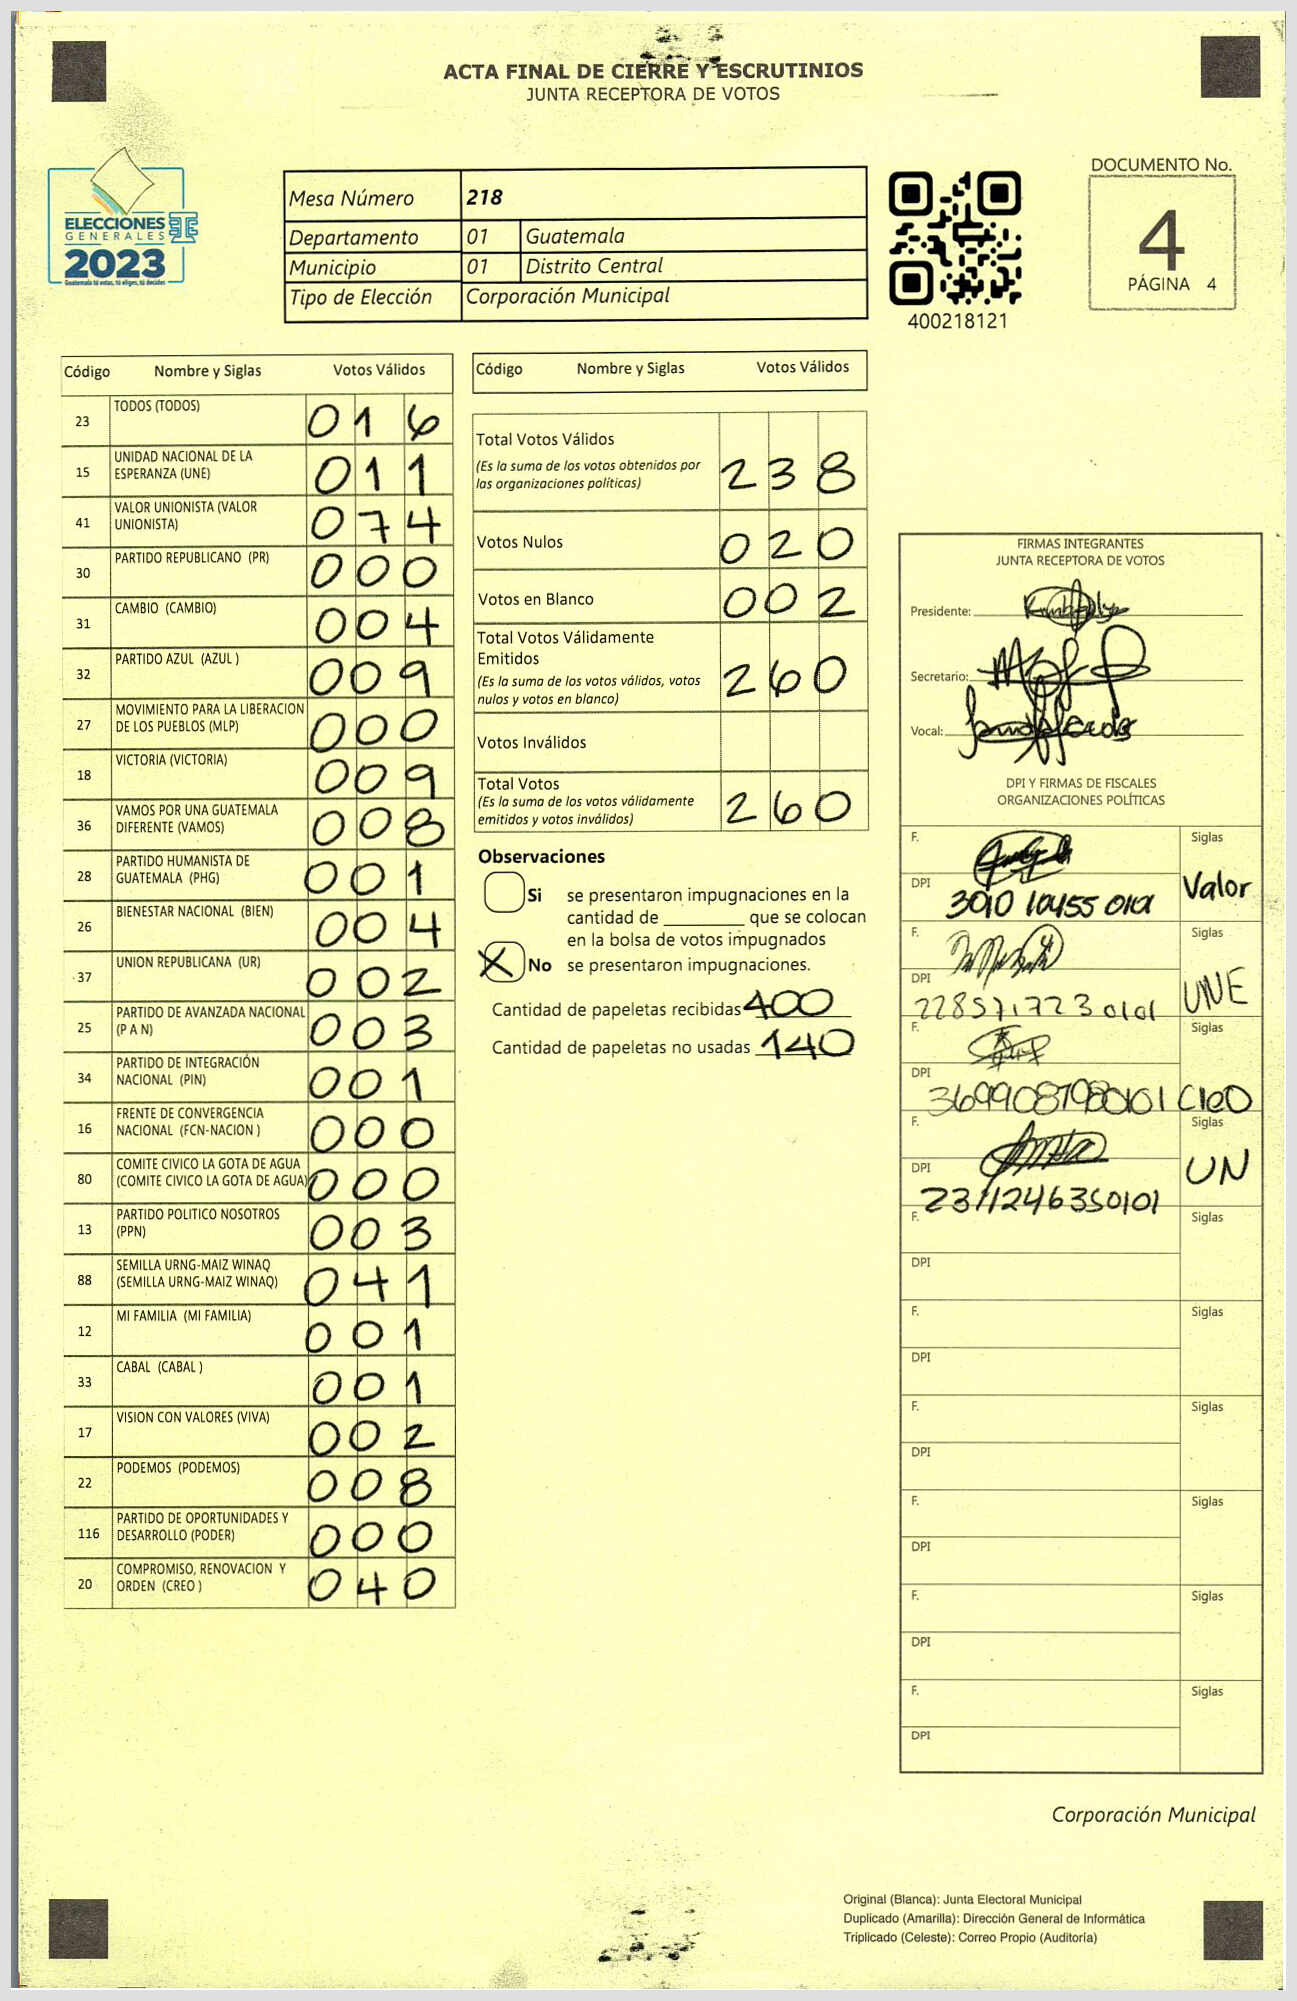 ACTA FINAL DE CIERRE Y ESCRUTINIOS
JUNTA RECEPTORA DE VOTOS
ELECCIONES
GENERALES TSE
2023
Guatemala tú votas, tú eliges, tú decides
Mesa Número 218
Departamento 01 Guatemala
Municipio 01 Distrito Central
Tipo de Elección Corporación Municipal
400218121
DOCUMENTO No.
4
PÁGINA 4
Código Nombre y Siglas Votos Válidos
23 TODOS (TODOS) 016
15 UNIDAD NACIONAL DE LA
ESPERANZA (UNE) 011
41 VALOR UNIONISTA (VALOR
UNIONISTA) 074
30 PARTIDO REPUBLICANO (PR) 000
31 CAMBIO (CAMBIO) 004
32 PARTIDO AZUL (AZUL ) 009
27 MOVIMIENTO PARA LA LIBERACION
DE LOS PUEBLOS (MLP) 000
18 VICTORIA (VICTORIA) 009
36 VAMOS POR UNA GUATEMALA
DIFERENTE (VAMOS) 008
28 PARTIDO HUMANISTA DE
GUATEMALA (PHG) 001
26 BIENESTAR NACIONAL (BIEN) 004
37 UNION REPUBLICANA (UR) 002
25 PARTIDO DE AVANZADA NACIONAL
(P A N) 003
34 PARTIDO DE INTEGRACIÓN
NACIONAL (PIN) 001
16 FRENTE DE CONVERGENCIA
NACIONAL (FCN-NACION ) 000
80 COMITE CIVICO LA GOTA DE AGUA
(COMITE CIVICO LA GOTA DE AGUA) 000
13 PARTIDO POLITICO NOSOTROS
(PPN) 003
88 SEMILLA URNG-MAIZ WINAQ
(SEMILLA URNG-MAIZ WINAQ) 041
12 MI FAMILIA (MI FAMILIA) 001
33 CABAL (CABAL ) 001
17 VISION CON VALORES (VIVA) 002
22 PODEMOS (PODEMOS) 008
116 PARTIDO DE OPORTUNIDADES Y
DESARROLLO (PODER) 000
20 COMPROMISO, RENOVACION Y
ORDEN (CREO ) 040
Código Nombre y Siglas Votos Válidos
Total Votos Válidos
(Es la suma de los votos obtenidos por
las organizaciones políticas) 238
Votos Nulos 020
Votos en Blanco 002
Total Votos Válidamente
Emitidos
(Es la suma de los votos válidos, votos
nulos y votos en blanco) 260
Votos Inválidos
Total Votos
(Es la suma de los votos válidamente
emitidos y votos inválidos) 260
Observaciones
Si se presentaron impugnaciones en la
cantidad de ________ que se colocan
en la bolsa de votos impugnados
X No se presentaron impugnaciones.
Cantidad de papeletas recibidas 400
Cantidad de papeletas no usadas 140
FIRMAS INTEGRANTES
JUNTA RECEPTORA DE VOTOS
Presidente:
Secretario:
Vocal:
DPI Y FIRMAS DE FISCALES
ORGANIZACIONES POLÍTICAS
F. Siglas
DPI Valor
F. Siglas
DPI UNE
F. Siglas
DPI 3699087980101 CREO
F. Siglas
DPI 2311246350101 UN
F. Siglas
DPI
F. Siglas
DPI
F. Siglas
DPI
F. Siglas
DPI
F. Siglas
DPI
F. Siglas
DPI
Corporación Municipal
Original (Blanca): Junta Electoral Municipal
Duplicado (Amarilla): Dirección General de Informática
Triplicado (Celeste): Correo Propio (Auditoría)